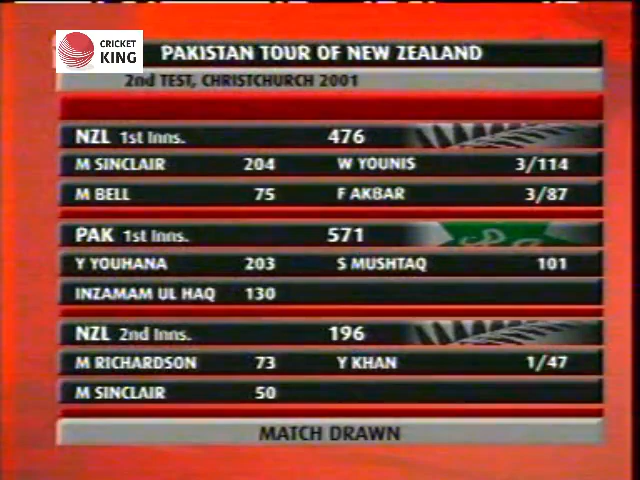 CRICKET
KING
PAKISTAN TOUR OF NEW ZEALAND
2nd TEST, CHRISTCHURCH 2001
NZL 1st Inns. 476
M SINCLAIR 204 W YOUNIS 3/114
M BELL 75 F AKBAR 3/87
PAK 1st Inns. 571
Y YOUHANA 203 S MUSHTAQ 101
INZAMAM UL HAQ 130
NZL 2nd Inns. 196
M RICHARDSON 73 Y KHAN 1/47
M SINCLAIR 50
MATCH DRAWN